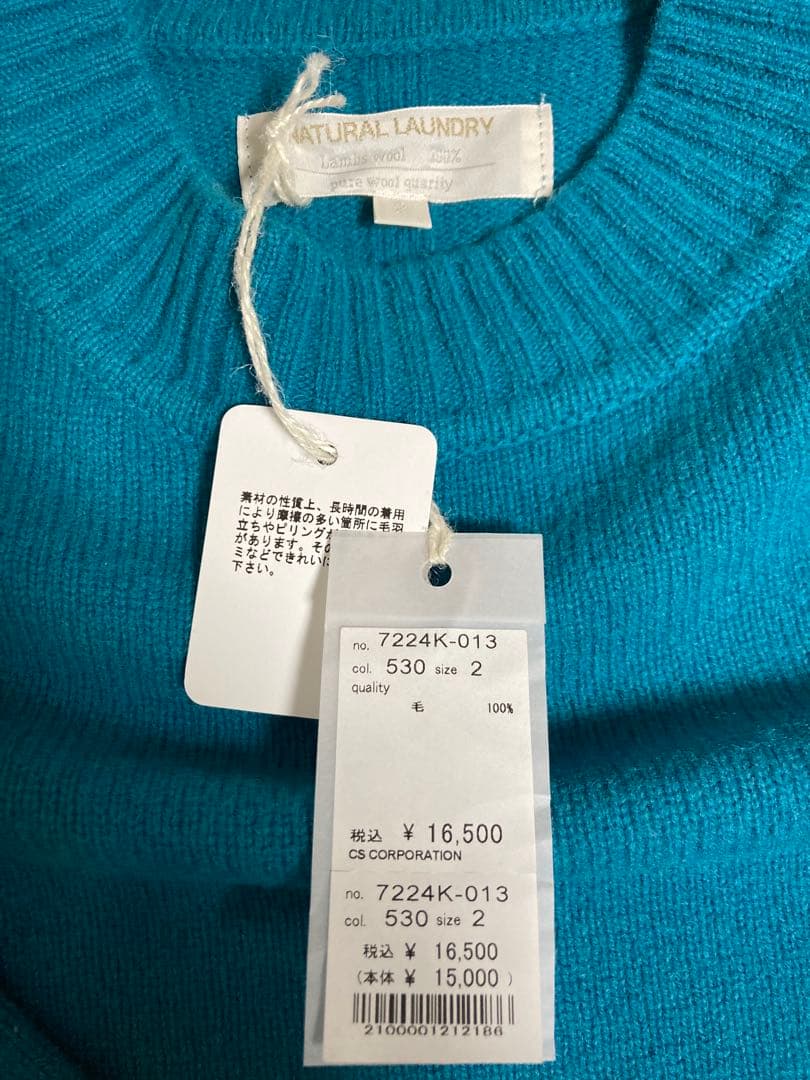 NATURAL LAUNDRY
Lambs wool 100%
pure wool quarity
2
素材の性質上、長時間の着用
により摩擦の多い箇所に毛羽
立ちやピリングが
があります。その
ミなどできれいに
下さい。
no. 7224K-013
col. 530 size 2
quality
毛 100%
税込 ¥ 16,500
CS CORPORATION
no. 7224K-013
col. 530 size 2
税込 ¥ 16,500
(本体 ¥ 15,000 )
2100001212186